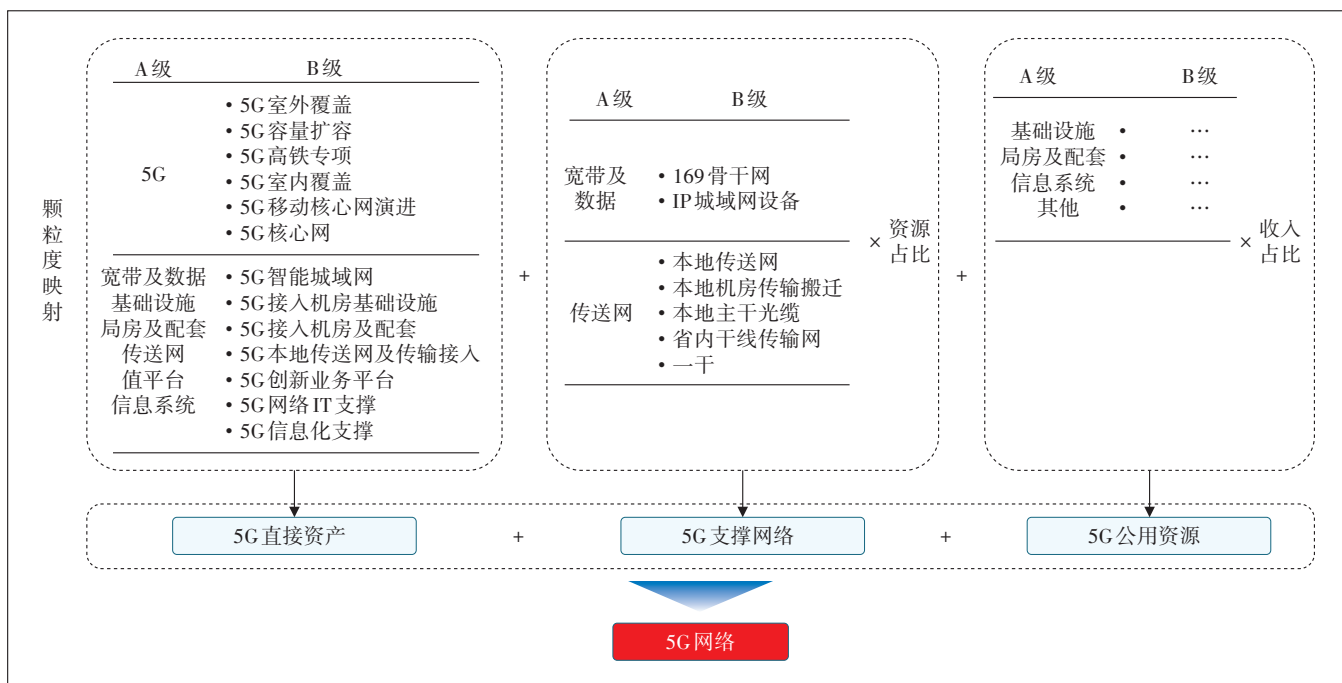 颗粒度映射
A级 B级
5G
• 5G室外覆盖
• 5G容量扩容
• 5G高铁专项
• 5G室内覆盖
• 5G移动核心网演进
• 5G核心网
宽带及数据 • 5G智能城域网
基础设施 • 5G接入机房基础设施
局房及配套 • 5G接入机房及配套
传送网 • 5G本地传送网及传输接入
值平台 • 5G创新业务平台
信息系统 • 5G网络IT支撑
• 5G信息化支撑
+
A级 B级
宽带及
数据
• 169骨干网
• IP城域网设备
传送网
• 本地传送网
• 本地机房传输搬迁
• 本地主干光缆
• 省内干线传输网
• 一干
× 资源
占比
+
A级 B级
基础设施 • …
局房及配套 • …
信息系统 • …
其他 • …
× 收入
占比
5G直接资产 + 5G支撑网络 + 5G公用资源
5G网络